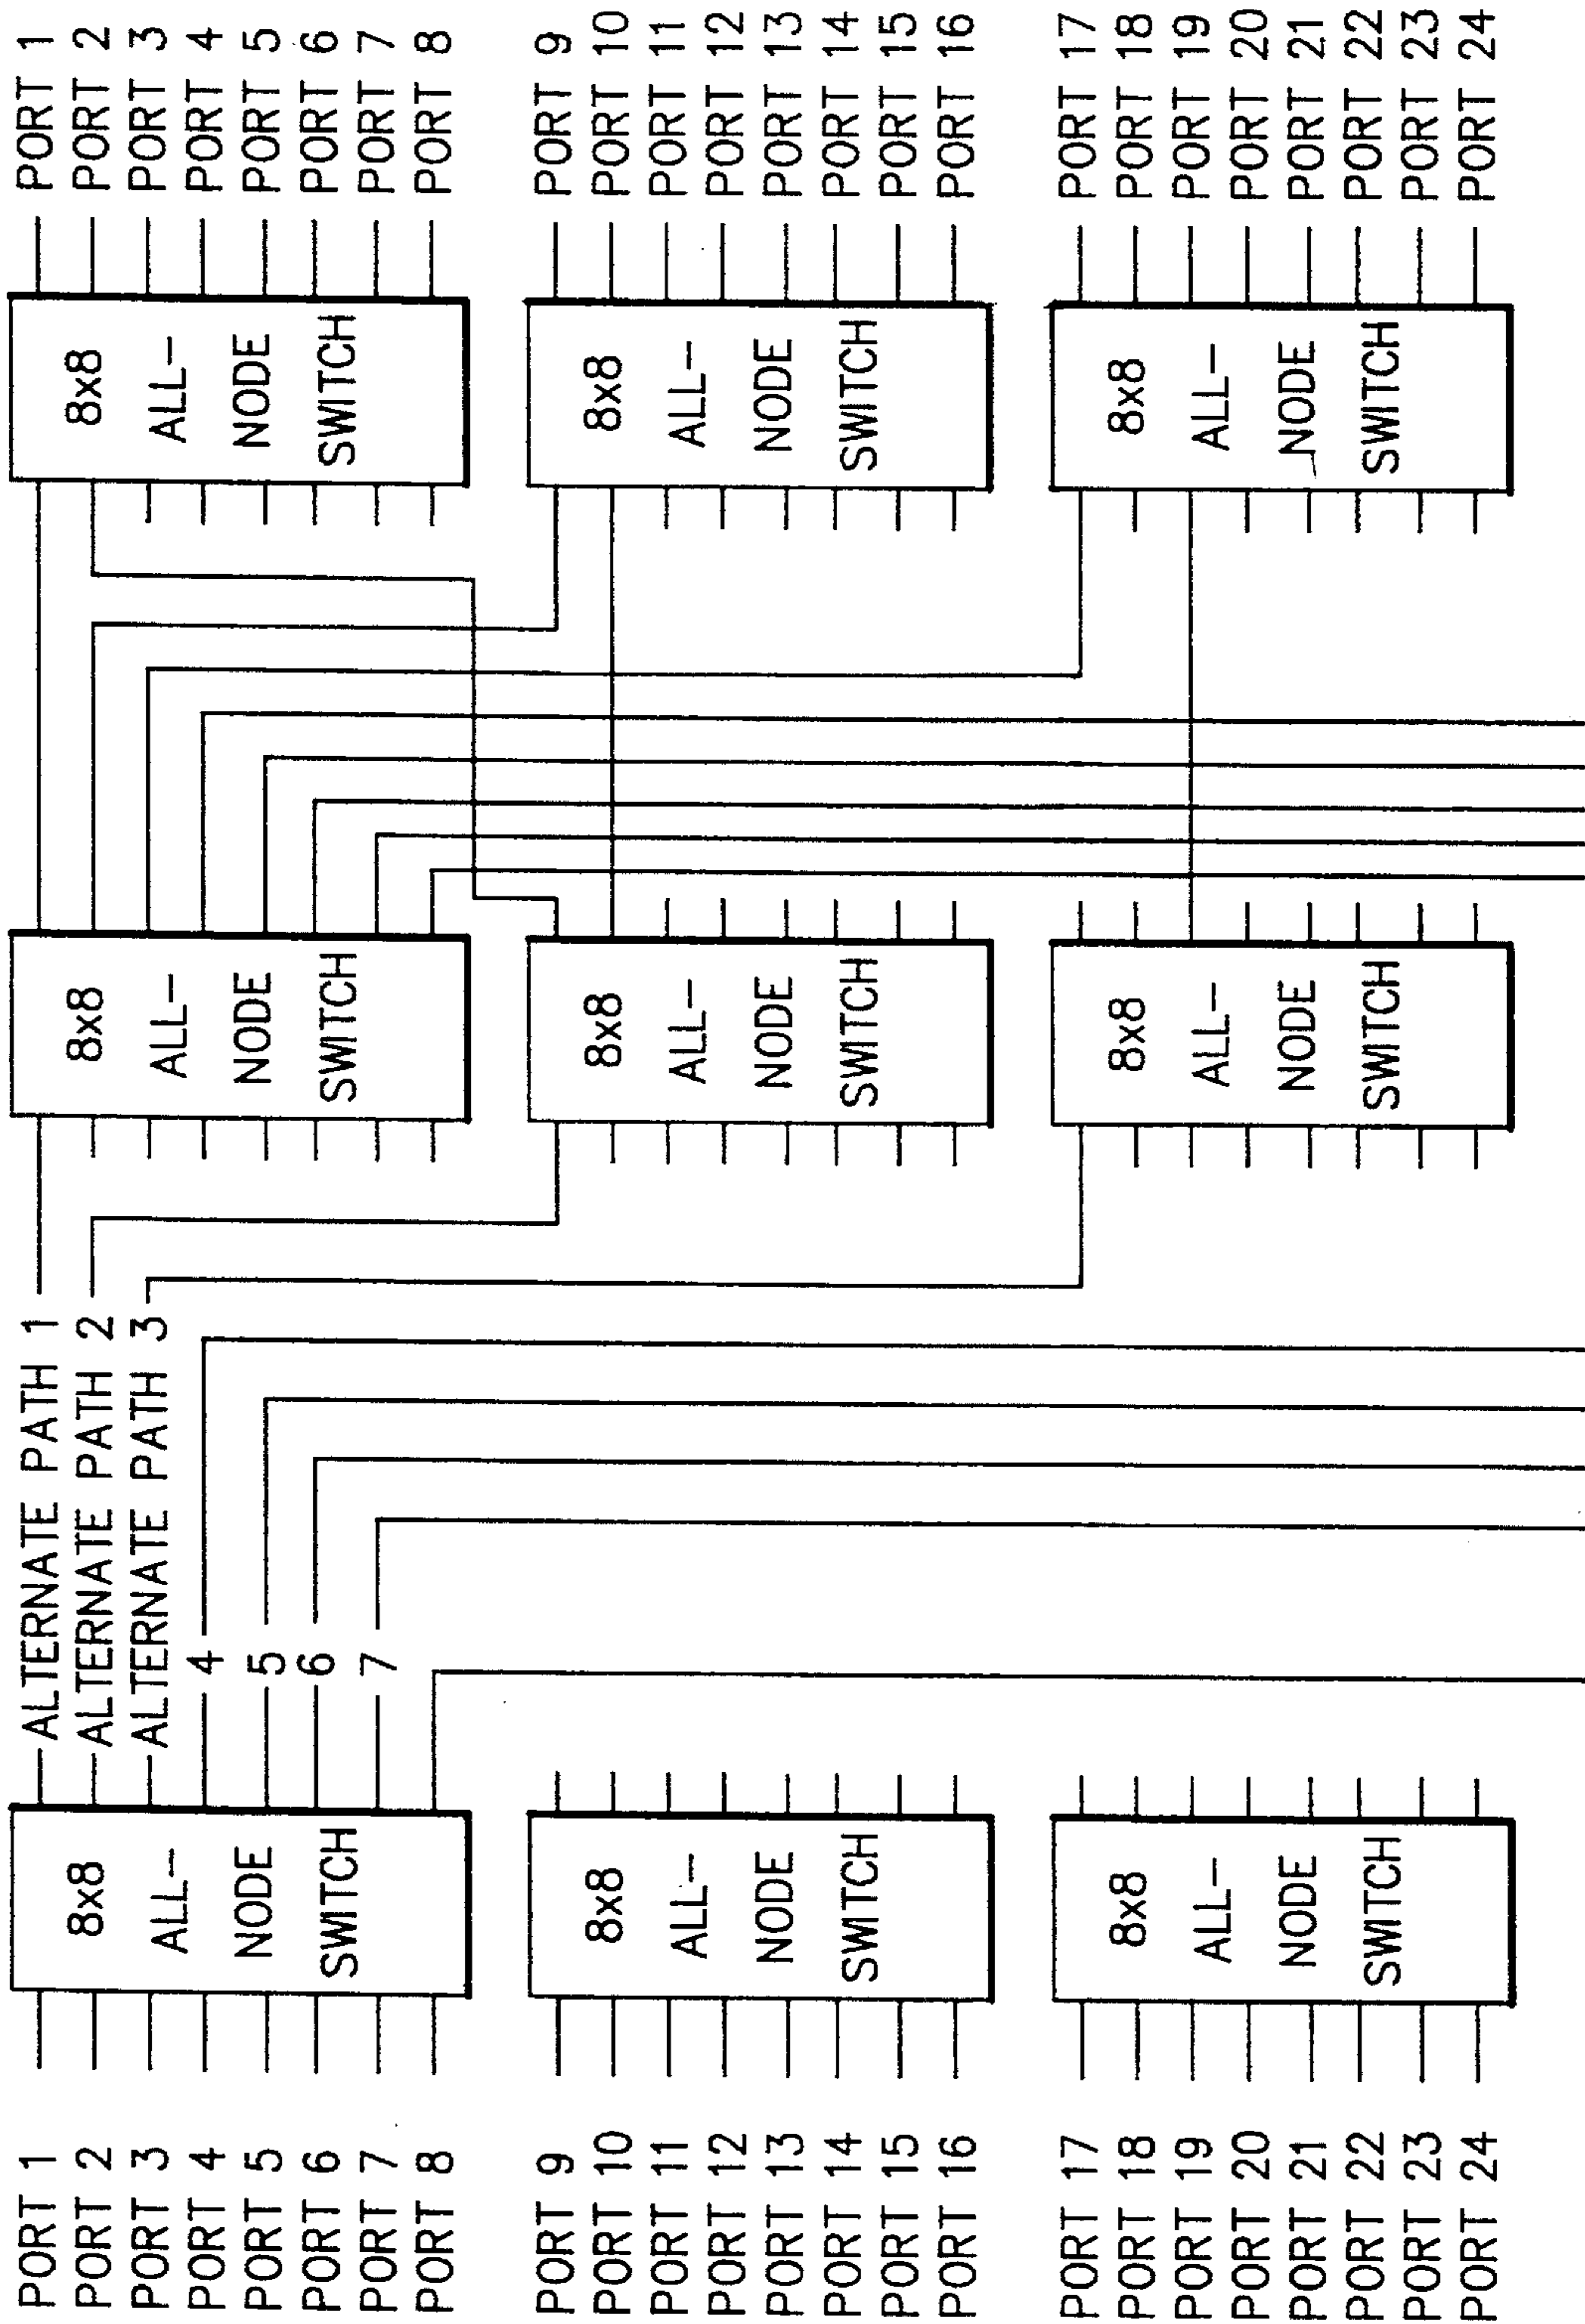 PORT 1
PORT 2
PORT 3
PORT 4
PORT 5
PORT 6
PORT 7
PORT 8
8x8
ALL-
NODE
SWITCH
ALTERNATE PATH 1
ALTERNATE PATH 2
ALTERNATE PATH 3
4
5
6
7
8x8
ALL-
NODE
SWITCH
8x8
ALL-
NODE
SWITCH
PORT 1
PORT 2
PORT 3
PORT 4
PORT 5
PORT 6
PORT 7
PORT 8
PORT 9
PORT 10
PORT 11
PORT 12
PORT 13
PORT 14
PORT 15
PORT 16
8x8
ALL-
NODE
SWITCH
8x8
ALL-
NODE
SWITCH
8x8
ALL-
NODE
SWITCH
PORT 9
PORT 10
PORT 11
PORT 12
PORT 13
PORT 14
PORT 15
PORT 16
PORT 17
PORT 18
PORT 19
PORT 20
PORT 21
PORT 22
PORT 23
PORT 24
8x8
ALL-
NODE
SWITCH
8x8
ALL-
NODE
SWITCH
8x8
ALL-
NODE
SWITCH
PORT 17
PORT 18
PORT 19
PORT 20
PORT 21
PORT 22
PORT 23
PORT 24